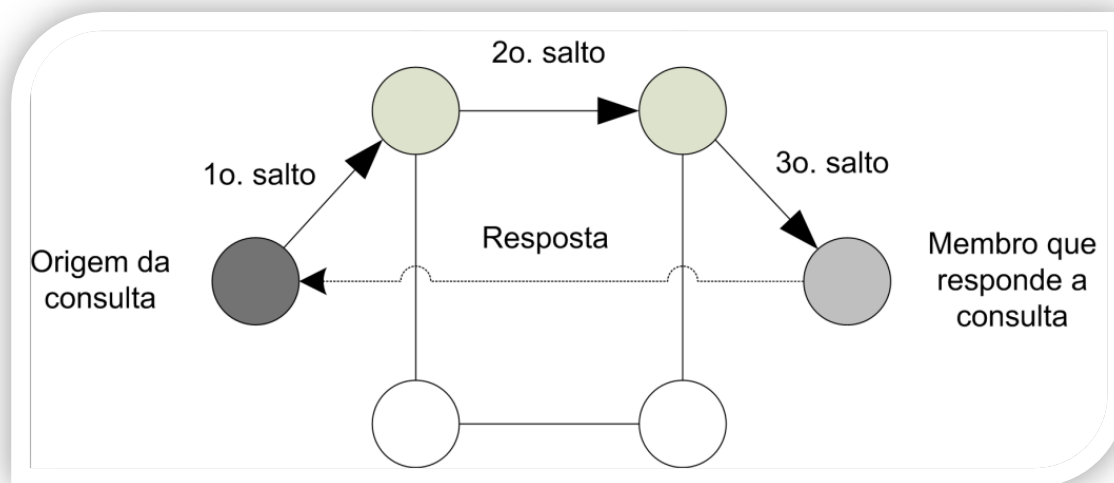 2o. salto
1o. salto
3o. salto
Origem da
consulta
Resposta
Membro que
responde a
consulta